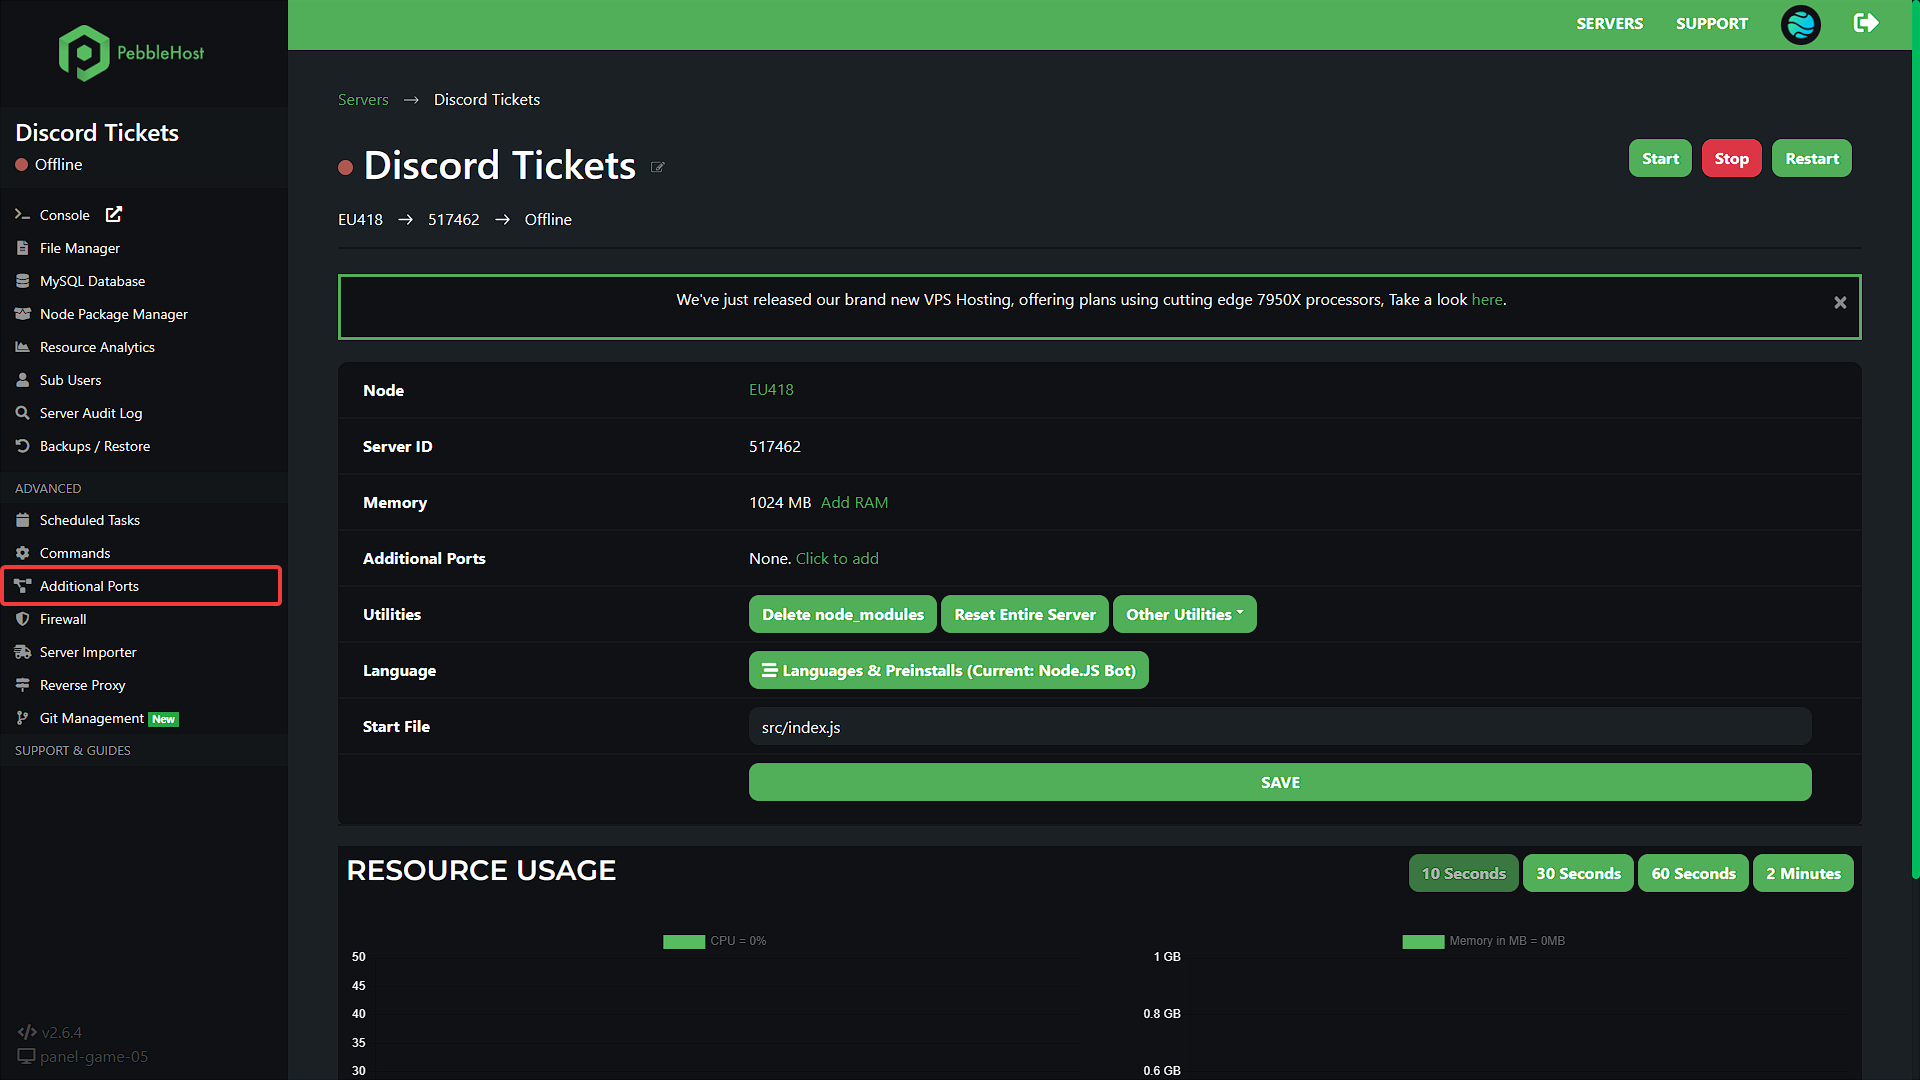 PebbleHost
SERVERS
SUPPORT
Discord Tickets
Offline
Console
File Manager
MySQL Database
Node Package Manager
Resource Analytics
Sub Users
Server Audit Log
Backups / Restore
ADVANCED
Scheduled Tasks
Commands
Additional Ports
Firewall
Server Importer
Reverse Proxy
Git Management New
SUPPORT & GUIDES
v2.6.4
panel-game-05
Servers → Discord Tickets
Discord Tickets
Start
Stop
Restart
EU418 → 517462 → Offline
We've just released our brand new VPS Hosting, offering plans using cutting edge 7950X processors, Take a look here.
Node EU418
Server ID 517462
Memory 1024 MB Add RAM
Additional Ports None. Click to add
Utilities Delete node_modules Reset Entire Server Other Utilities
Language Languages & Preinstalls (Current: Node.JS Bot)
Start File src/index.js
SAVE
RESOURCE USAGE
10 Seconds
30 Seconds
60 Seconds
2 Minutes
CPU = 0%
50
45
40
35
30
Memory in MB = 0MB
1 GB
0.8 GB
0.6 GB